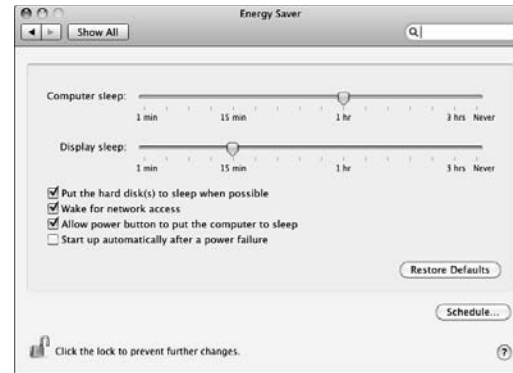 Energy Saver
Show All
Computer sleep:
1 min 15 min 1 hr 3 hrs Never
Display sleep:
1 min 15 min 1 hr 3 hrs Never
Put the hard disk(s) to sleep when possible
Wake for network access
Allow power button to put the computer to sleep
Start up automatically after a power failure
Restore Defaults
Schedule...
Click the lock to prevent further changes.
?